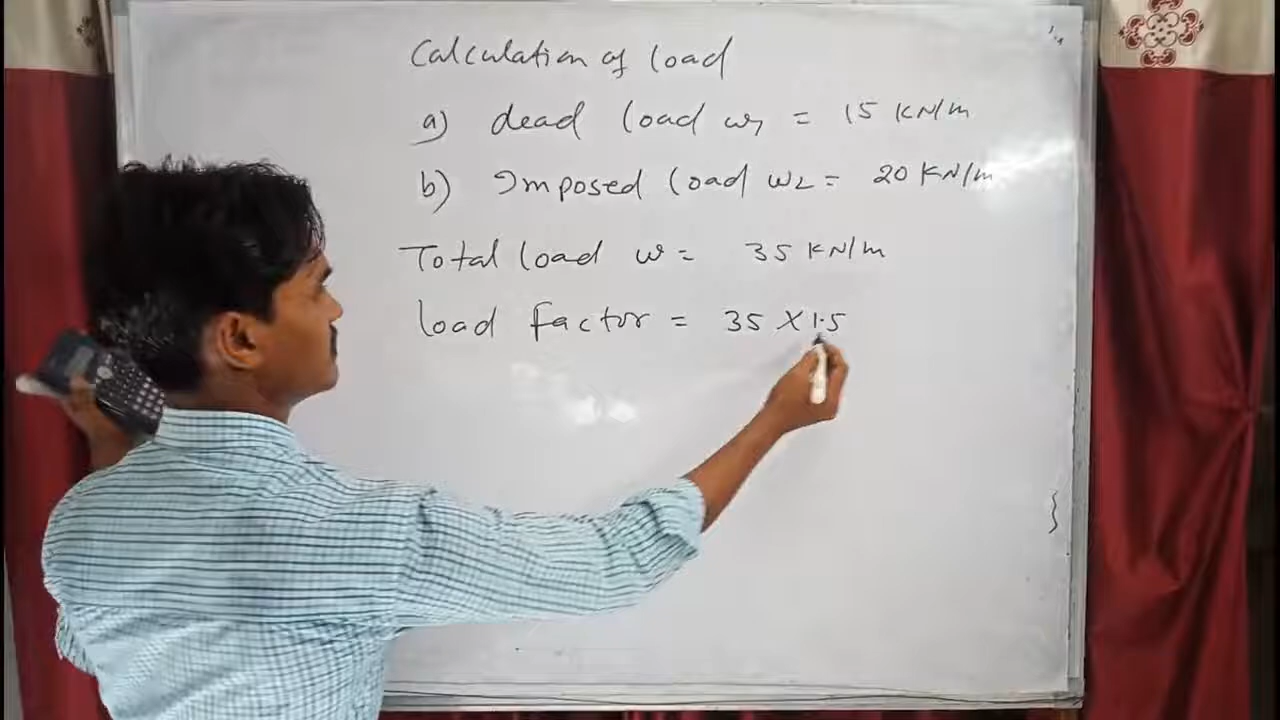 Calculation of load
a) dead load w1 = 15 KN/m
b) Imposed load w2 = 20 KN/m
Total load w = 35 KN/m
load factor = 35 X 1.5